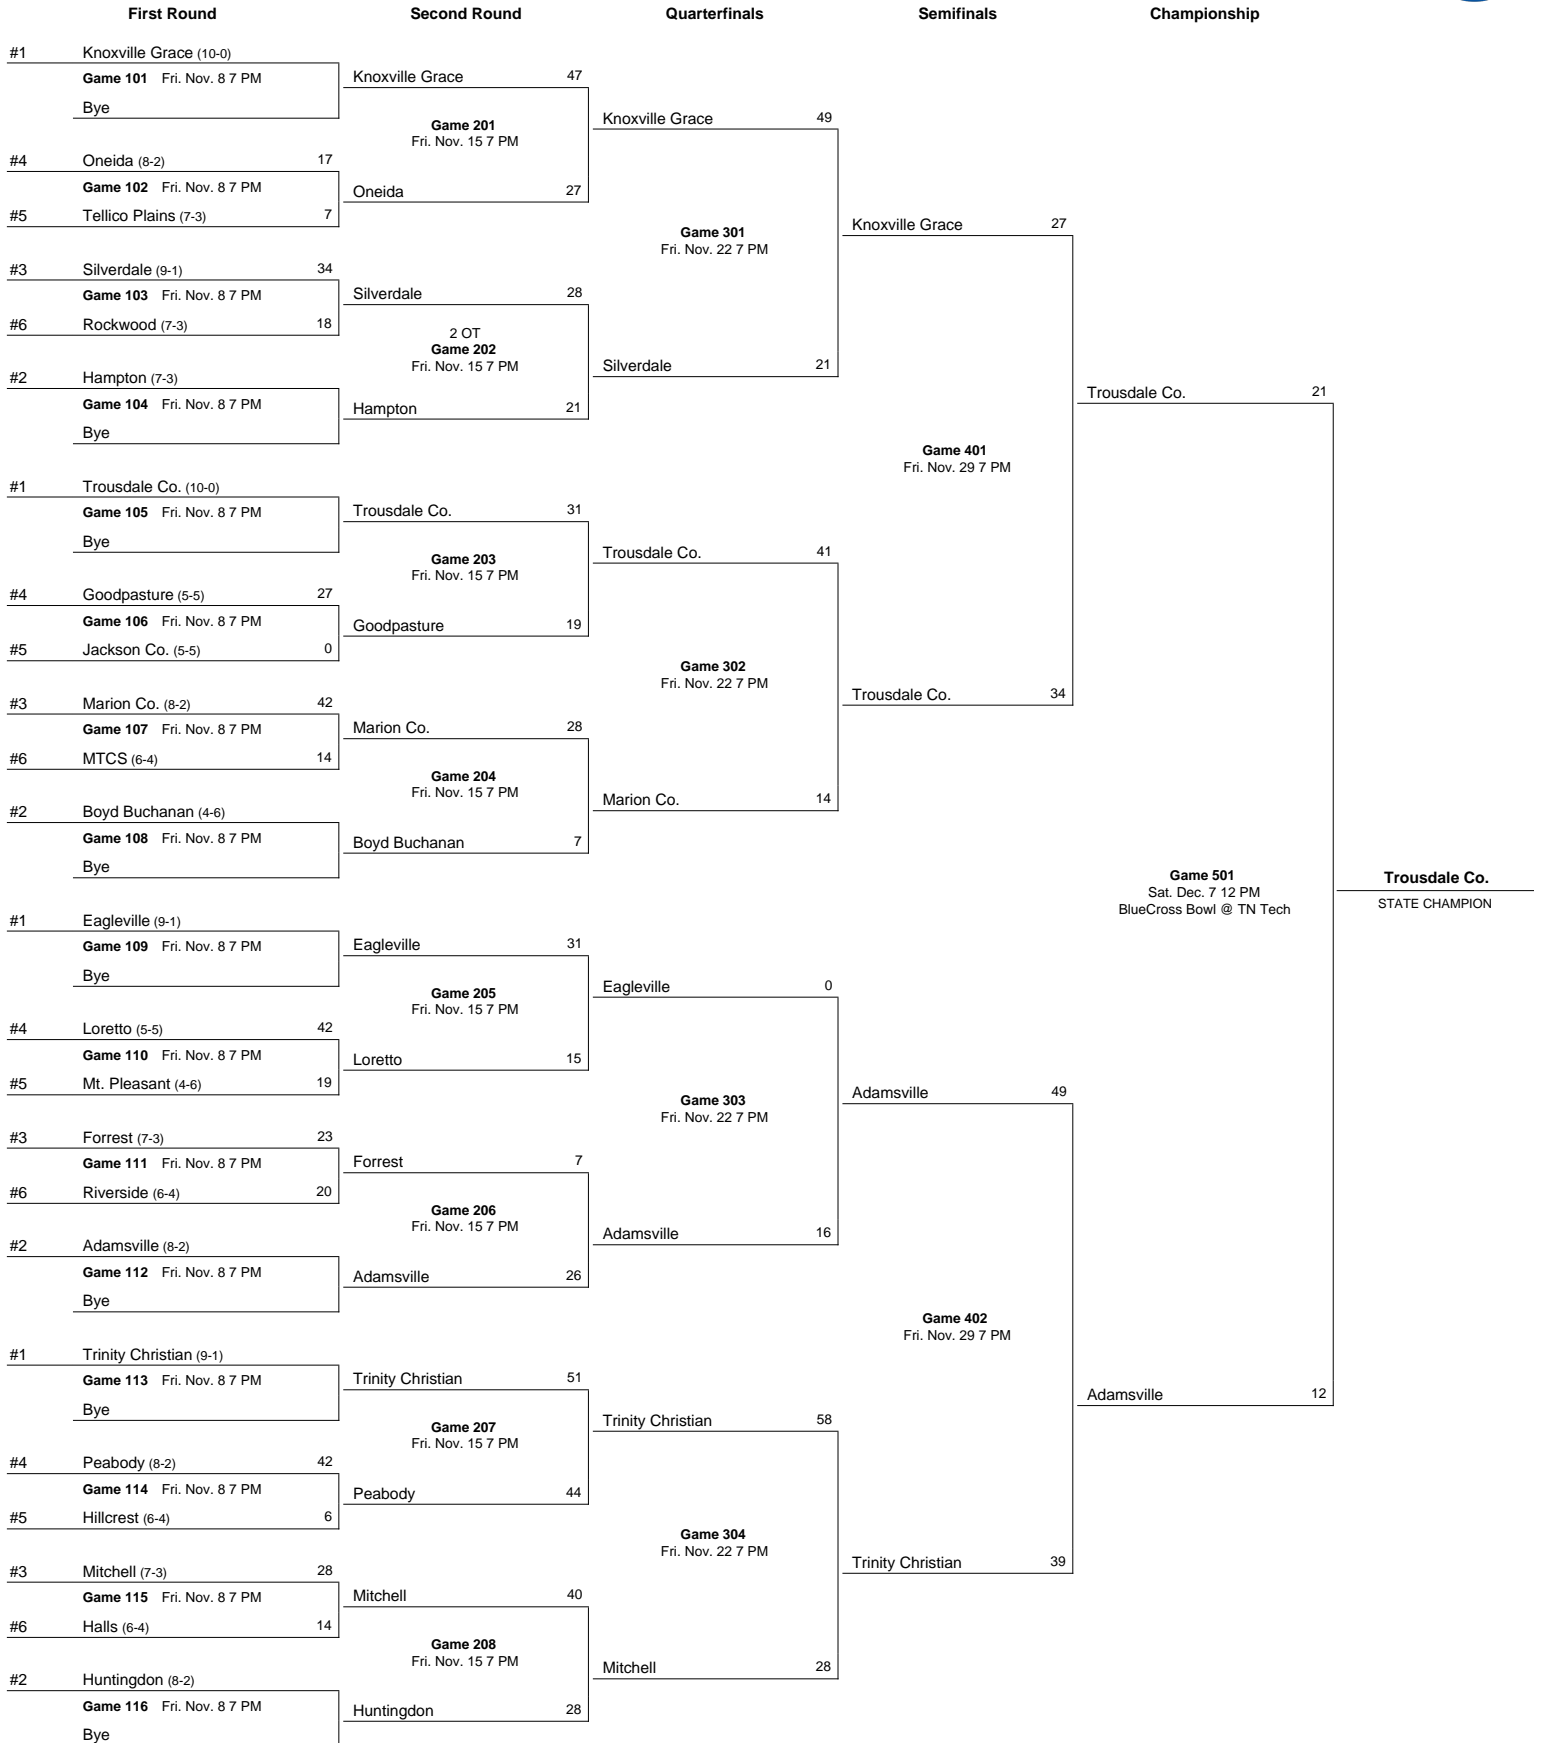 First Round Second Round Quarterfinals Semifinals Championship
#1 Knoxville Grace (10-0)
Game 101 Fri. Nov. 8 7 PM
Bye
#4 Oneida (8-2) 17
Game 102 Fri. Nov. 8 7 PM
#5 Tellico Plains (7-3) 7
#3 Silverdale (9-1) 34
Game 103 Fri. Nov. 8 7 PM
#6 Rockwood (7-3) 18
#2 Hampton (7-3)
Game 104 Fri. Nov. 8 7 PM
Bye
#1 Trousdale Co. (10-0)
Game 105 Fri. Nov. 8 7 PM
Bye
#4 Goodpasture (5-5) 27
Game 106 Fri. Nov. 8 7 PM
#5 Jackson Co. (5-5) 0
#3 Marion Co. (8-2) 42
Game 107 Fri. Nov. 8 7 PM
#6 MTCS (6-4) 14
#2 Boyd Buchanan (4-6)
Game 108 Fri. Nov. 8 7 PM
Bye
#1 Eagleville (9-1)
Game 109 Fri. Nov. 8 7 PM
Bye
#4 Loretto (5-5) 42
Game 110 Fri. Nov. 8 7 PM
#5 Mt. Pleasant (4-6) 19
#3 Forrest (7-3) 23
Game 111 Fri. Nov. 8 7 PM
#6 Riverside (6-4) 20
#2 Adamsville (8-2)
Game 112 Fri. Nov. 8 7 PM
Bye
#1 Trinity Christian (9-1)
Game 113 Fri. Nov. 8 7 PM
Bye
#4 Peabody (8-2) 42
Game 114 Fri. Nov. 8 7 PM
#5 Hillcrest (6-4) 6
#3 Mitchell (7-3) 28
Game 115 Fri. Nov. 8 7 PM
#6 Halls (6-4) 14
#2 Huntingdon (8-2)
Game 116 Fri. Nov. 8 7 PM
Bye
Knoxville Grace 47
Game 201
Fri. Nov. 15 7 PM
Oneida 27
Silverdale 28
2 OT
Game 202
Fri. Nov. 15 7 PM
Hampton 21
Trousdale Co. 31
Game 203
Fri. Nov. 15 7 PM
Goodpasture 19
Marion Co. 28
Game 204
Fri. Nov. 15 7 PM
Boyd Buchanan 7
Eagleville 31
Game 205
Fri. Nov. 15 7 PM
Loretto 15
Forrest 7
Game 206
Fri. Nov. 15 7 PM
Adamsville 26
Trinity Christian 51
Game 207
Fri. Nov. 15 7 PM
Peabody 44
Mitchell 40
Game 208
Fri. Nov. 15 7 PM
Huntingdon 28
Knoxville Grace 49
Game 301
Fri. Nov. 22 7 PM
Silverdale 21
Trousdale Co. 41
Game 302
Fri. Nov. 22 7 PM
Marion Co. 14
Eagleville 0
Game 303
Fri. Nov. 22 7 PM
Adamsville 16
Trinity Christian 58
Game 304
Fri. Nov. 22 7 PM
Mitchell 28
Knoxville Grace 27
Game 401
Fri. Nov. 29 7 PM
Trousdale Co. 34
Adamsville 49
Game 402
Fri. Nov. 29 7 PM
Trinity Christian 39
Trousdale Co. 21
Game 501
Sat. Dec. 7 12 PM
BlueCross Bowl @ TN Tech
Adamsville 12
Trousdale Co.
STATE CHAMPION